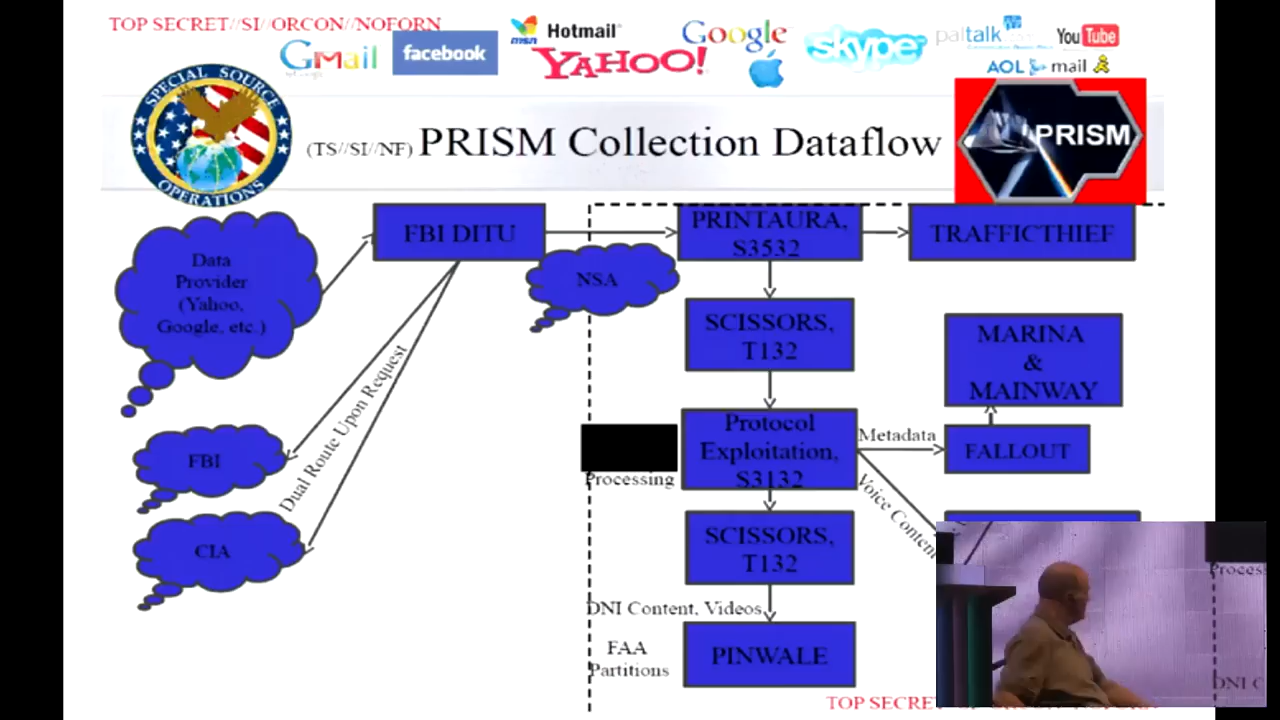 TOP SECRET//SI//ORCON//NOFORN
Gmail
facebook
msn Hotmail
YAHOO!
Google
skype
paltalk
YouTube
AOL mail
SPECIAL SOURCE
OPERATIONS
(TS//SI//NF) PRISM Collection Dataflow
PRISM
Data
Provider
(Yahoo,
Google, etc.)
FBI DITU
NSA
PRINTAURA,
S3532
TRAFFICTHIEF
SCISSORS,
T132
MARINA
&
MAINWAY
Dual Route Upon Request
FBI
CIA
Processing
Protocol
Exploitation,
S3132
Metadata
FALLOUT
Voice Content
SCISSORS,
T132
DNI Content, Videos
FAA
Partitions
PINWALE
Process
DNI C
TOP SECRET